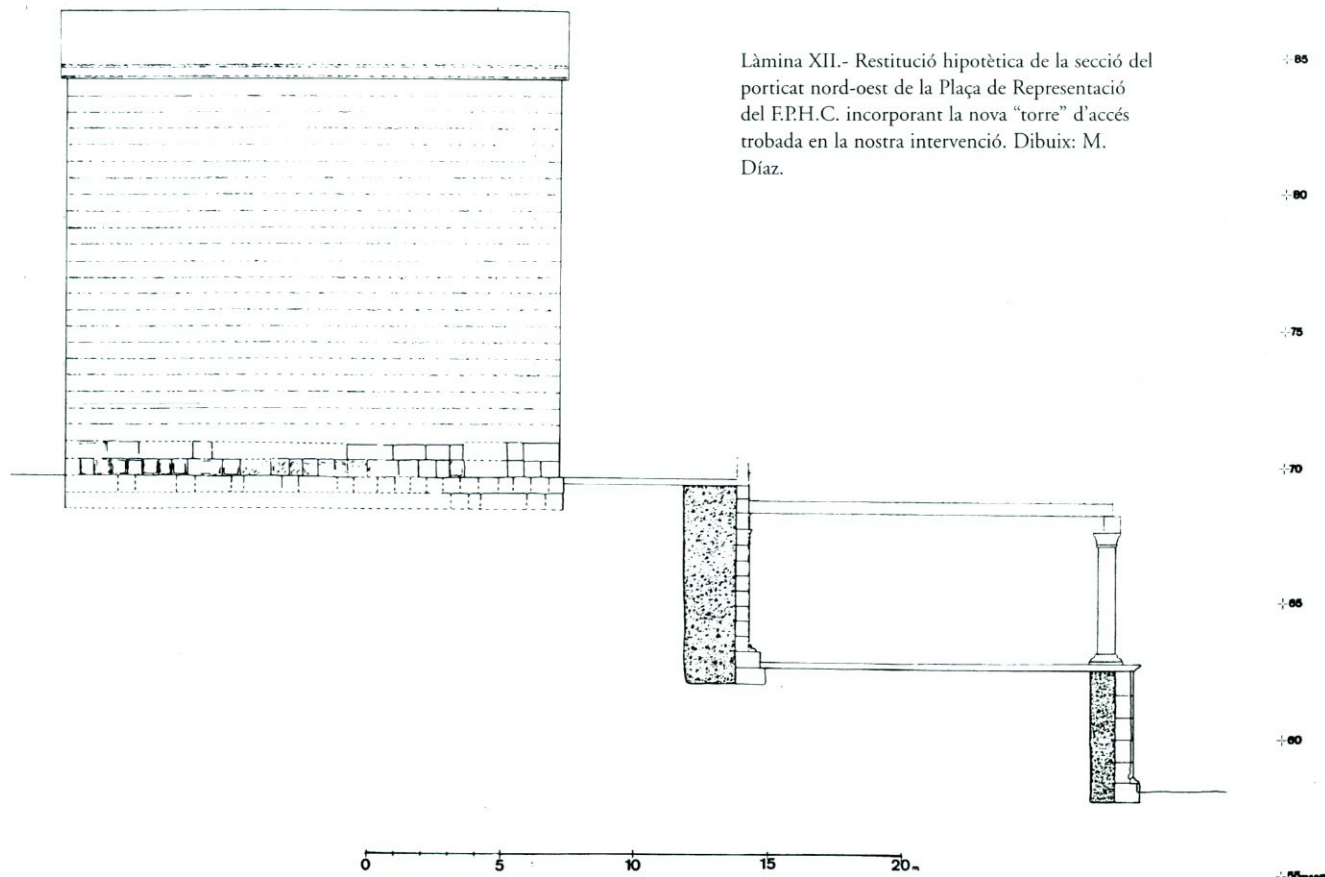 Làmina XII.- Restitució hipotètica de la secció del
porticat nord-oest de la Plaça de Representació
del F.P.H.C. incorporant la nova “torre” d’accés
trobada en la nostra intervenció. Dibuix: M.
Díaz.
85
80
75
70
65
60
55
0 5 10 15 20 m.